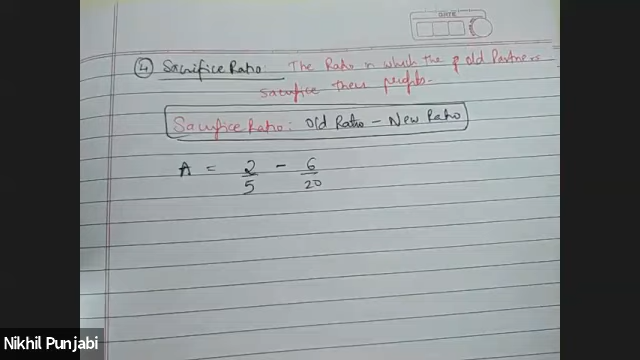 DATE
④ Sacrifice Ratio: The Ratio in which the old Partners
sacrifice their profits.
Sacrifice Ratio: Old Ratio - New Ratio
A = 2/5 - 6/20
Nikhil Punjabi